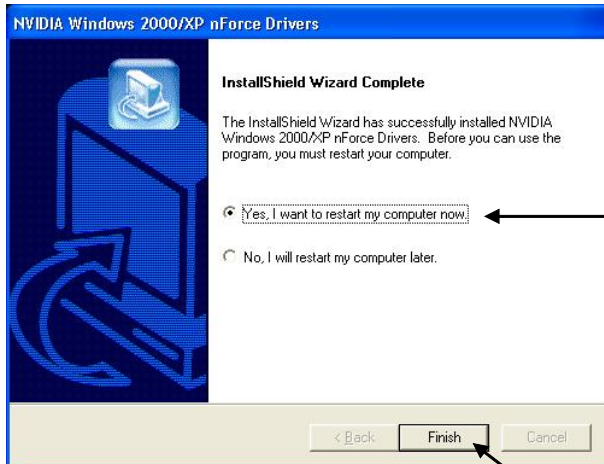 NVIDIA Windows 2000/XP nForce Drivers
InstallShield Wizard Complete
The InstallShield Wizard has successfully installed NVIDIA
Windows 2000/XP nForce Drivers. Before you can use the
program, you must restart your computer.
Yes, I want to restart my computer now.
No, I will restart my computer later.
< Back Finish Cancel